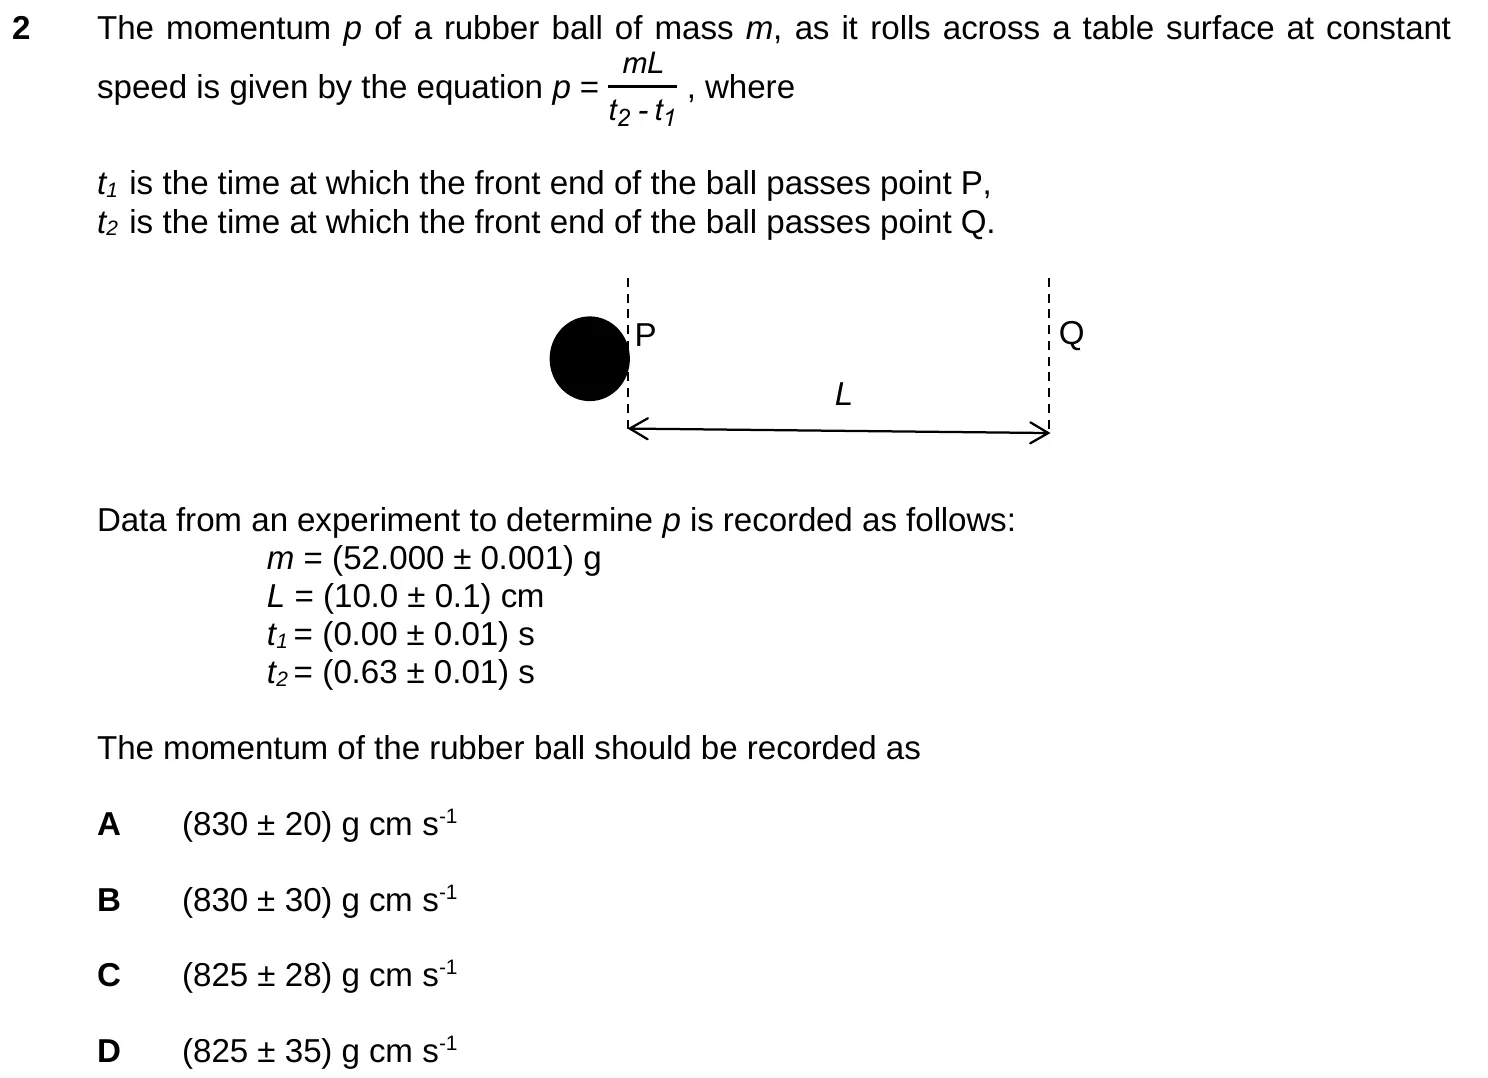 2 The momentum p of a rubber ball of mass m, as it rolls across a table surface at constant
speed is given by the equation p = mL / (t₂ - t₁) , where
t₁ is the time at which the front end of the ball passes point P,
t₂ is the time at which the front end of the ball passes point Q.
P Q
L
Data from an experiment to determine p is recorded as follows:
m = (52.000 ± 0.001) g
L = (10.0 ± 0.1) cm
t₁ = (0.00 ± 0.01) s
t₂ = (0.63 ± 0.01) s
The momentum of the rubber ball should be recorded as
A (830 ± 20) g cm s⁻¹
B (830 ± 30) g cm s⁻¹
C (825 ± 28) g cm s⁻¹
D (825 ± 35) g cm s⁻¹